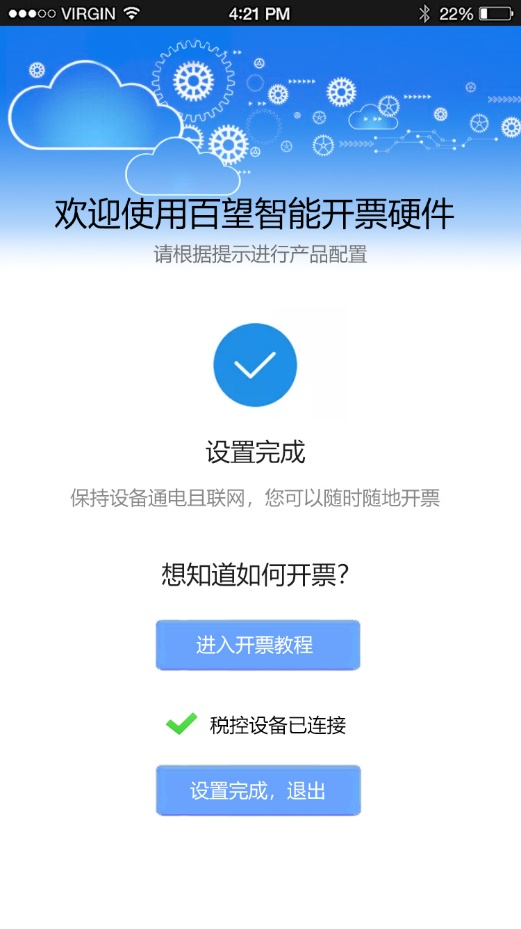 VIRGIN 4:21 PM 22%
欢迎使用百望智能开票硬件
请根据提示进行产品配置
设置完成
保持设备通电且联网，您可以随时随地开票
想知道如何开票？
进入开票教程
税控设备已连接
设置完成，退出